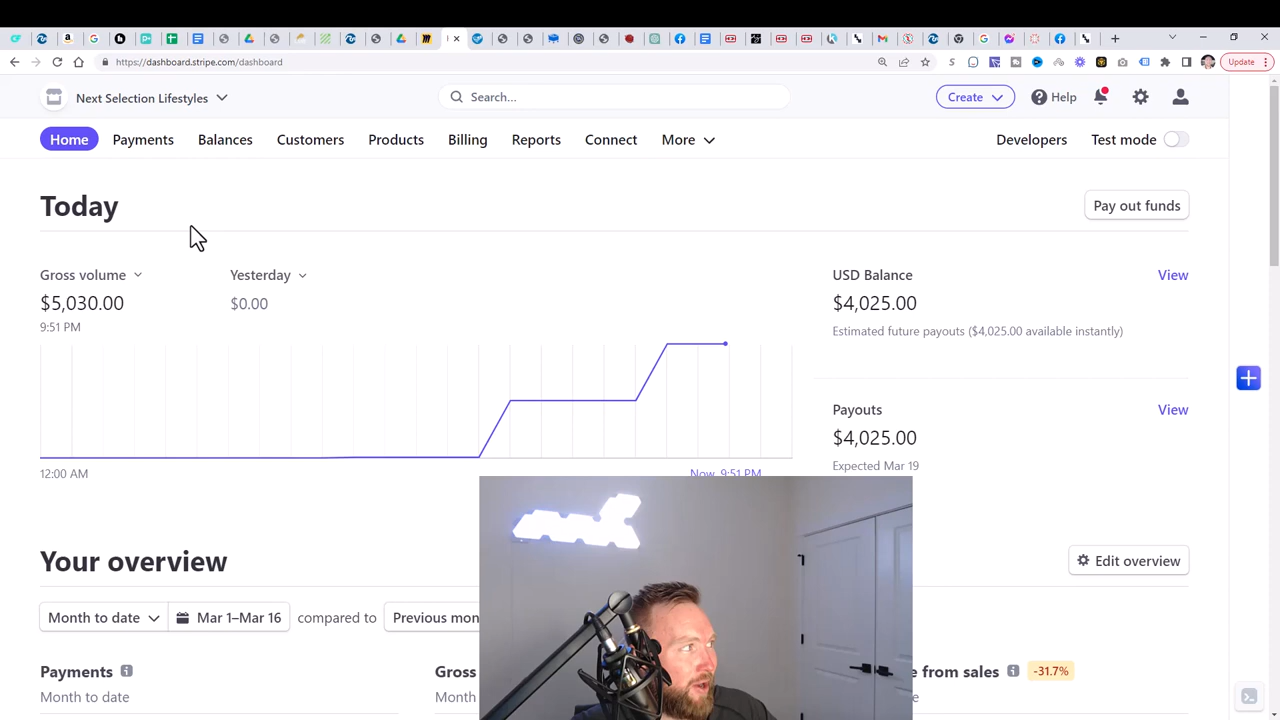 https://dashboard.stripe.com/dashboard
Update
Next Selection Lifestyles
Search...
Create
Help
Home
Payments
Balances
Customers
Products
Billing
Reports
Connect
More
Developers
Test mode
Today
Pay out funds
Gross volume
Yesterday
USD Balance
View
$5,030.00
$0.00
$4,025.00
9:51 PM
Estimated future payouts ($4,025.00 available instantly)
Payouts
View
$4,025.00
Expected Mar 19
12:00 AM
Now, 9:51 PM
Your overview
Edit overview
Month to date
Mar 1–Mar 16
compared to
Previous mon
Payments
Gross
e from sales
-31.7%
Month to date
Month